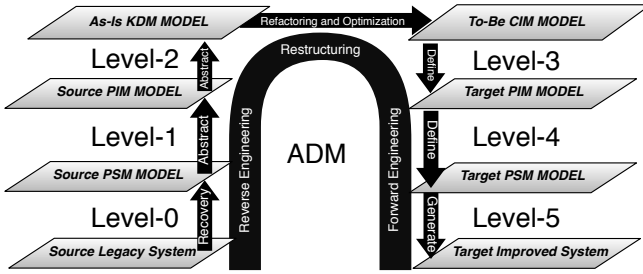 As-Is KDM MODEL
Refactoring and Optimization
To-Be CIM MODEL
Restructuring
Level-2
Abstract
Define
Level-3
Source PIM MODEL
Target PIM MODEL
Level-1
Abstract
Reverse Engineering
ADM
Forward Engineering
Define
Level-4
Source PSM MODEL
Target PSM MODEL
Level-0
Recovery
Generate
Level-5
Source Legacy System
Target Improved System